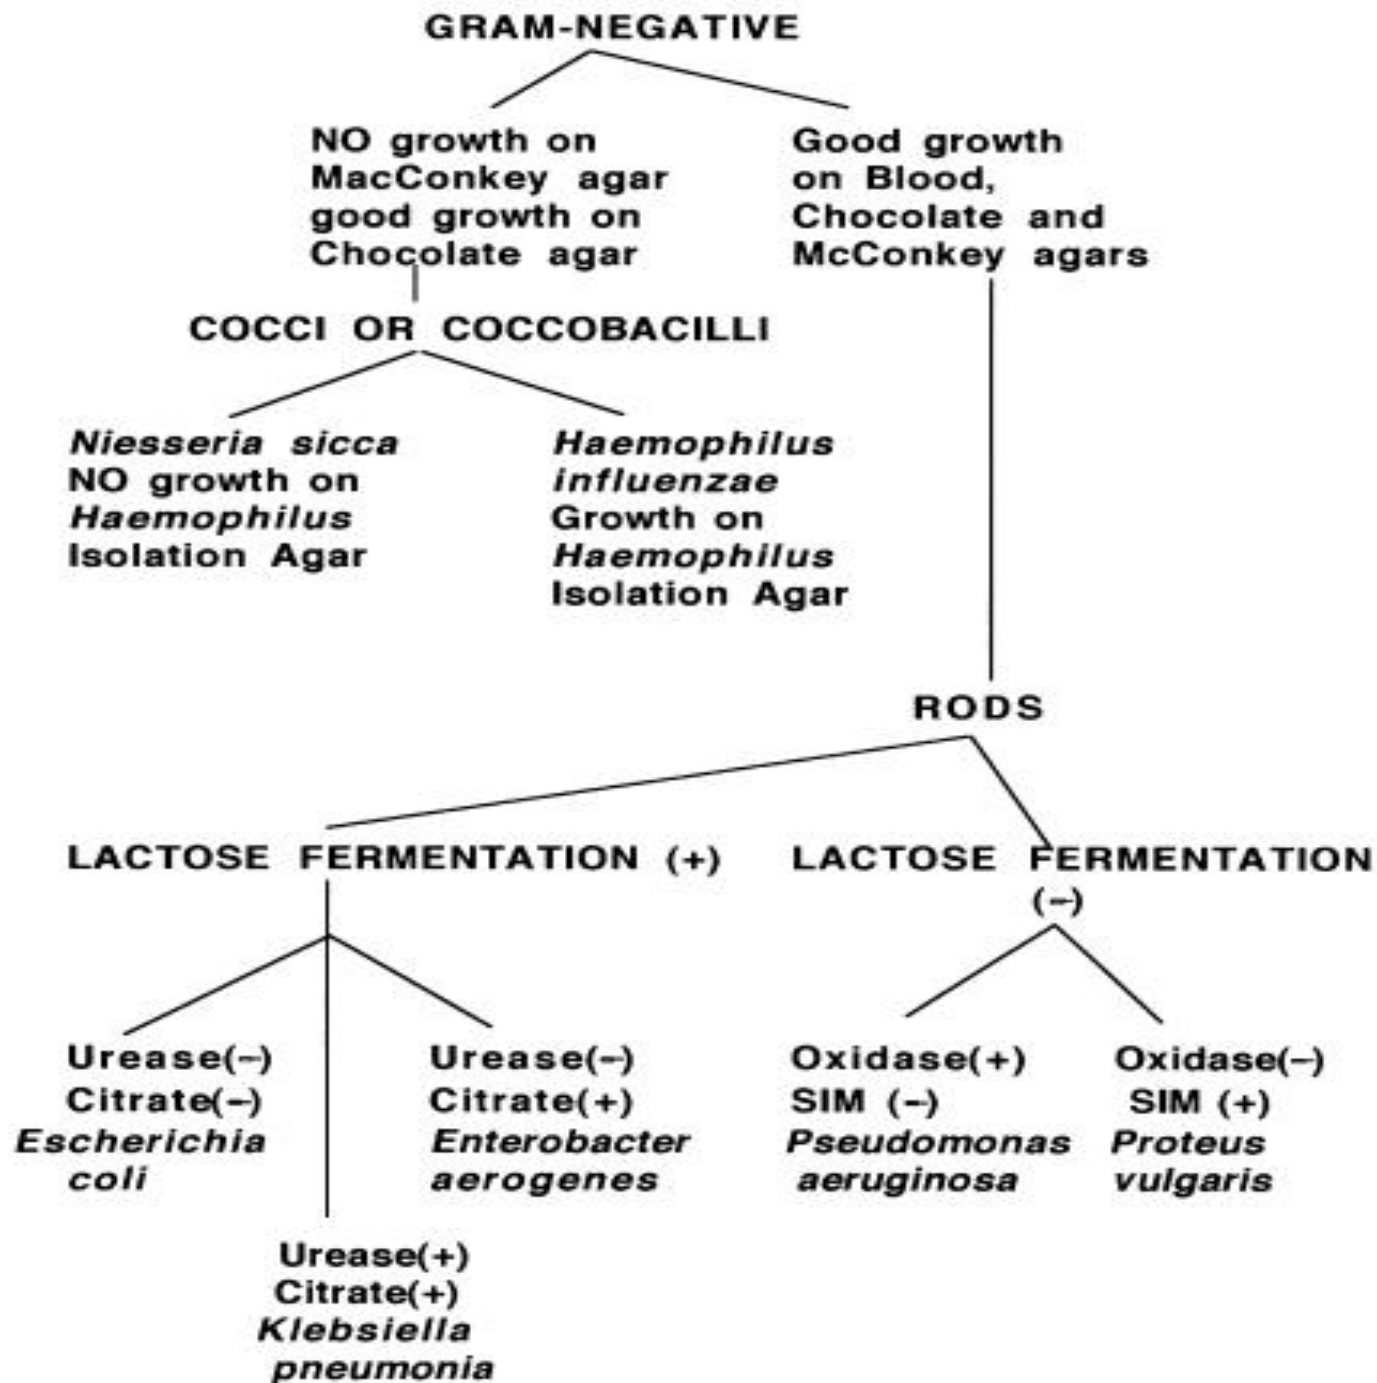 GRAM-NEGATIVE
NO growth on
MacConkey agar
good growth on
Chocolate agar
Good growth
on Blood,
Chocolate and
McConkey agars
COCCI OR COCCOBACILLI
Niesseria sicca
NO growth on
Haemophilus
Isolation Agar
Haemophilus
influenzae
Growth on
Haemophilus
Isolation Agar
RODS
LACTOSE FERMENTATION (+)
LACTOSE FERMENTATION
(–)
Urease(–)
Citrate(–)
Escherichia
coli
Urease(+)
Citrate(+)
Klebsiella
pneumonia
Urease(–)
Citrate(+)
Enterobacter
aerogenes
Oxidase(+)
SIM (–)
Pseudomonas
aeruginosa
Oxidase(–)
SIM (+)
Proteus
vulgaris